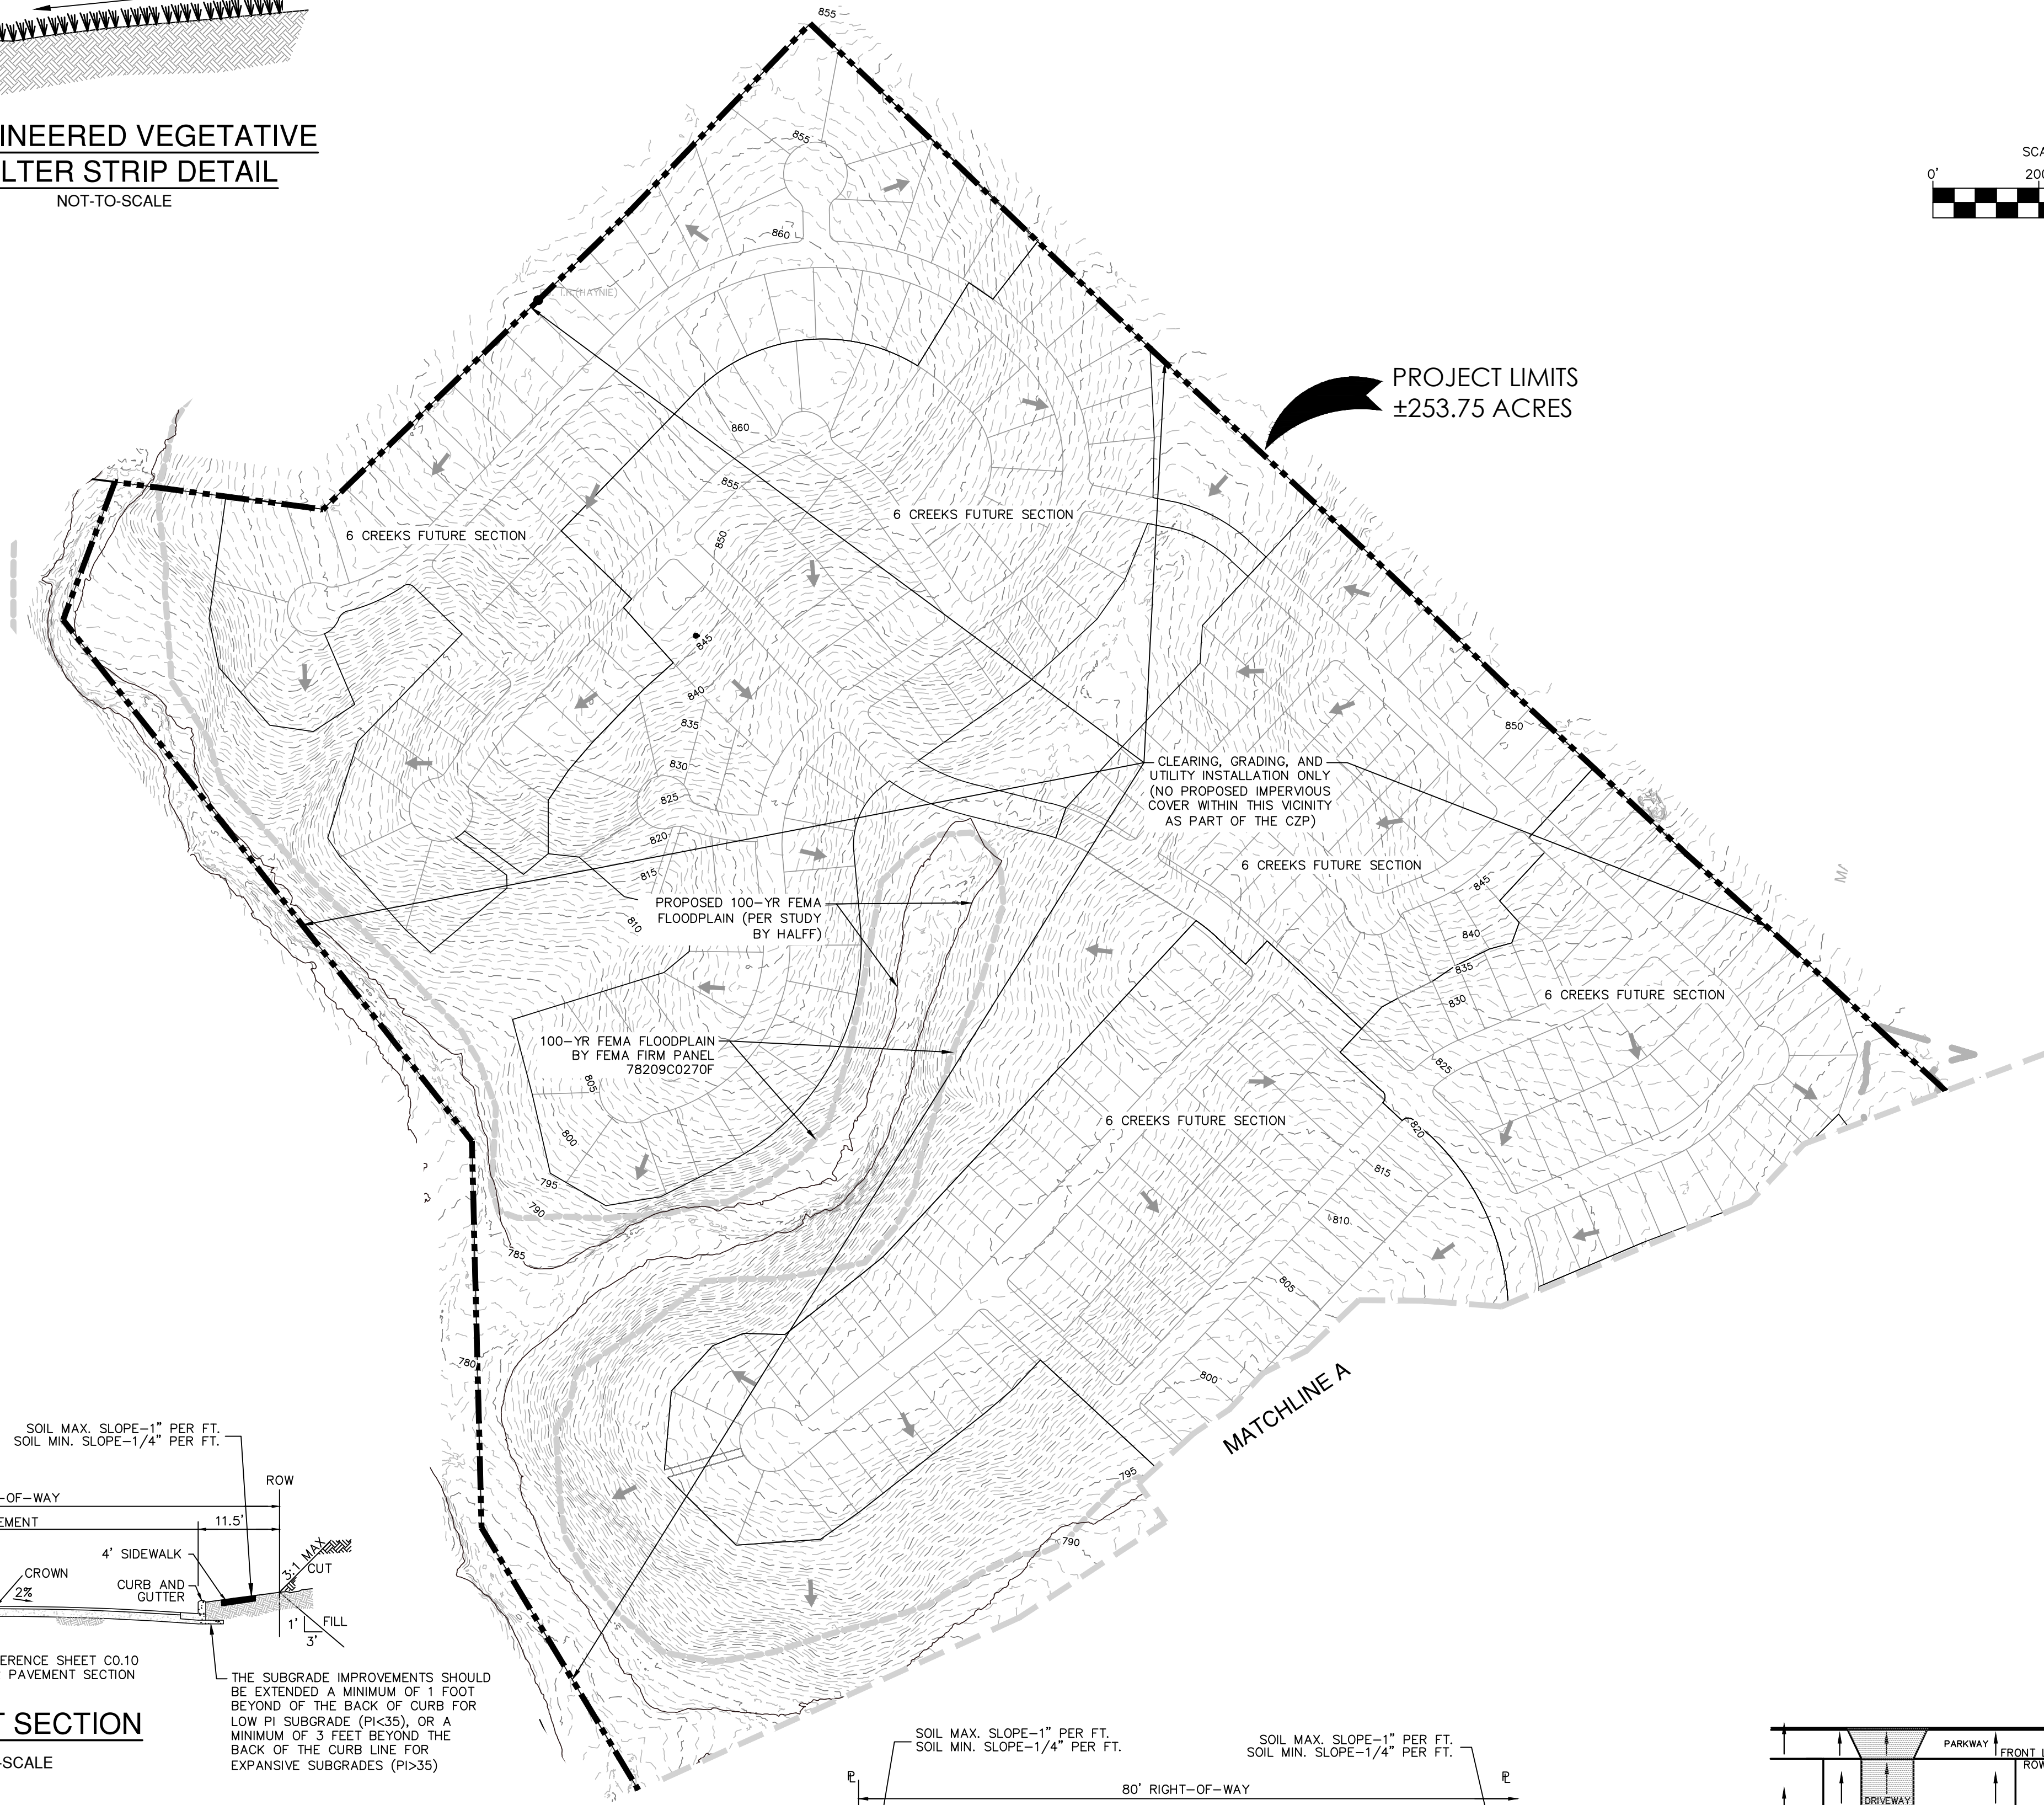 855
INEERED VEGETATIVE
LTER STRIP DETAIL
NOT-TO-SCALE
SCA
0'
200
855
860
I.R.(HAYNIE)
PROJECT LIMITS
±253.75 ACRES
860
855
6 CREEKS FUTURE SECTION
6 CREEKS FUTURE SECTION
850
845
840
835
830
825
820
815
810
850
CLEARING, GRADING, AND
UTILITY INSTALLATION ONLY
(NO PROPOSED IMPERVIOUS
COVER WITHIN THIS VICINITY
AS PART OF THE CZP)
6 CREEKS FUTURE SECTION
845
840
835
830
6 CREEKS FUTURE SECTION
PROPOSED 100-YR FEMA
FLOODPLAIN (PER STUDY
BY HALFF)
100-YR FEMA FLOODPLAIN
BY FEMA FIRM PANEL
78209C0270F
805
800
795
790
785
780
825
820
6 CREEKS FUTURE SECTION
815
810
805
800
795
790
MATCHLINE A
SOIL MAX. SLOPE-1" PER FT.
SOIL MIN. SLOPE-1/4" PER FT.
ROW
-OF-WAY
EMENT
11.5'
4' SIDEWALK
3:1 MAX
CUT
CROWN
2%
CURB AND
GUTTER
1'
FILL
3'
ERENCE SHEET C0.10
PAVEMENT SECTION
THE SUBGRADE IMPROVEMENTS SHOULD
BE EXTENDED A MINIMUM OF 1 FOOT
BEYOND OF THE BACK OF CURB FOR
LOW PI SUBGRADE (PI<35), OR A
MINIMUM OF 3 FEET BEYOND THE
BACK OF THE CURB LINE FOR
EXPANSIVE SUBGRADES (PI>35)
T SECTION
-SCALE
SOIL MAX. SLOPE-1" PER FT.
SOIL MIN. SLOPE-1/4" PER FT.
SOIL MAX. SLOPE-1" PER FT.
SOIL MIN. SLOPE-1/4" PER FT.
80' RIGHT-OF-WAY
PARKWAY
FRONT L
ROW
DRIVEWAY